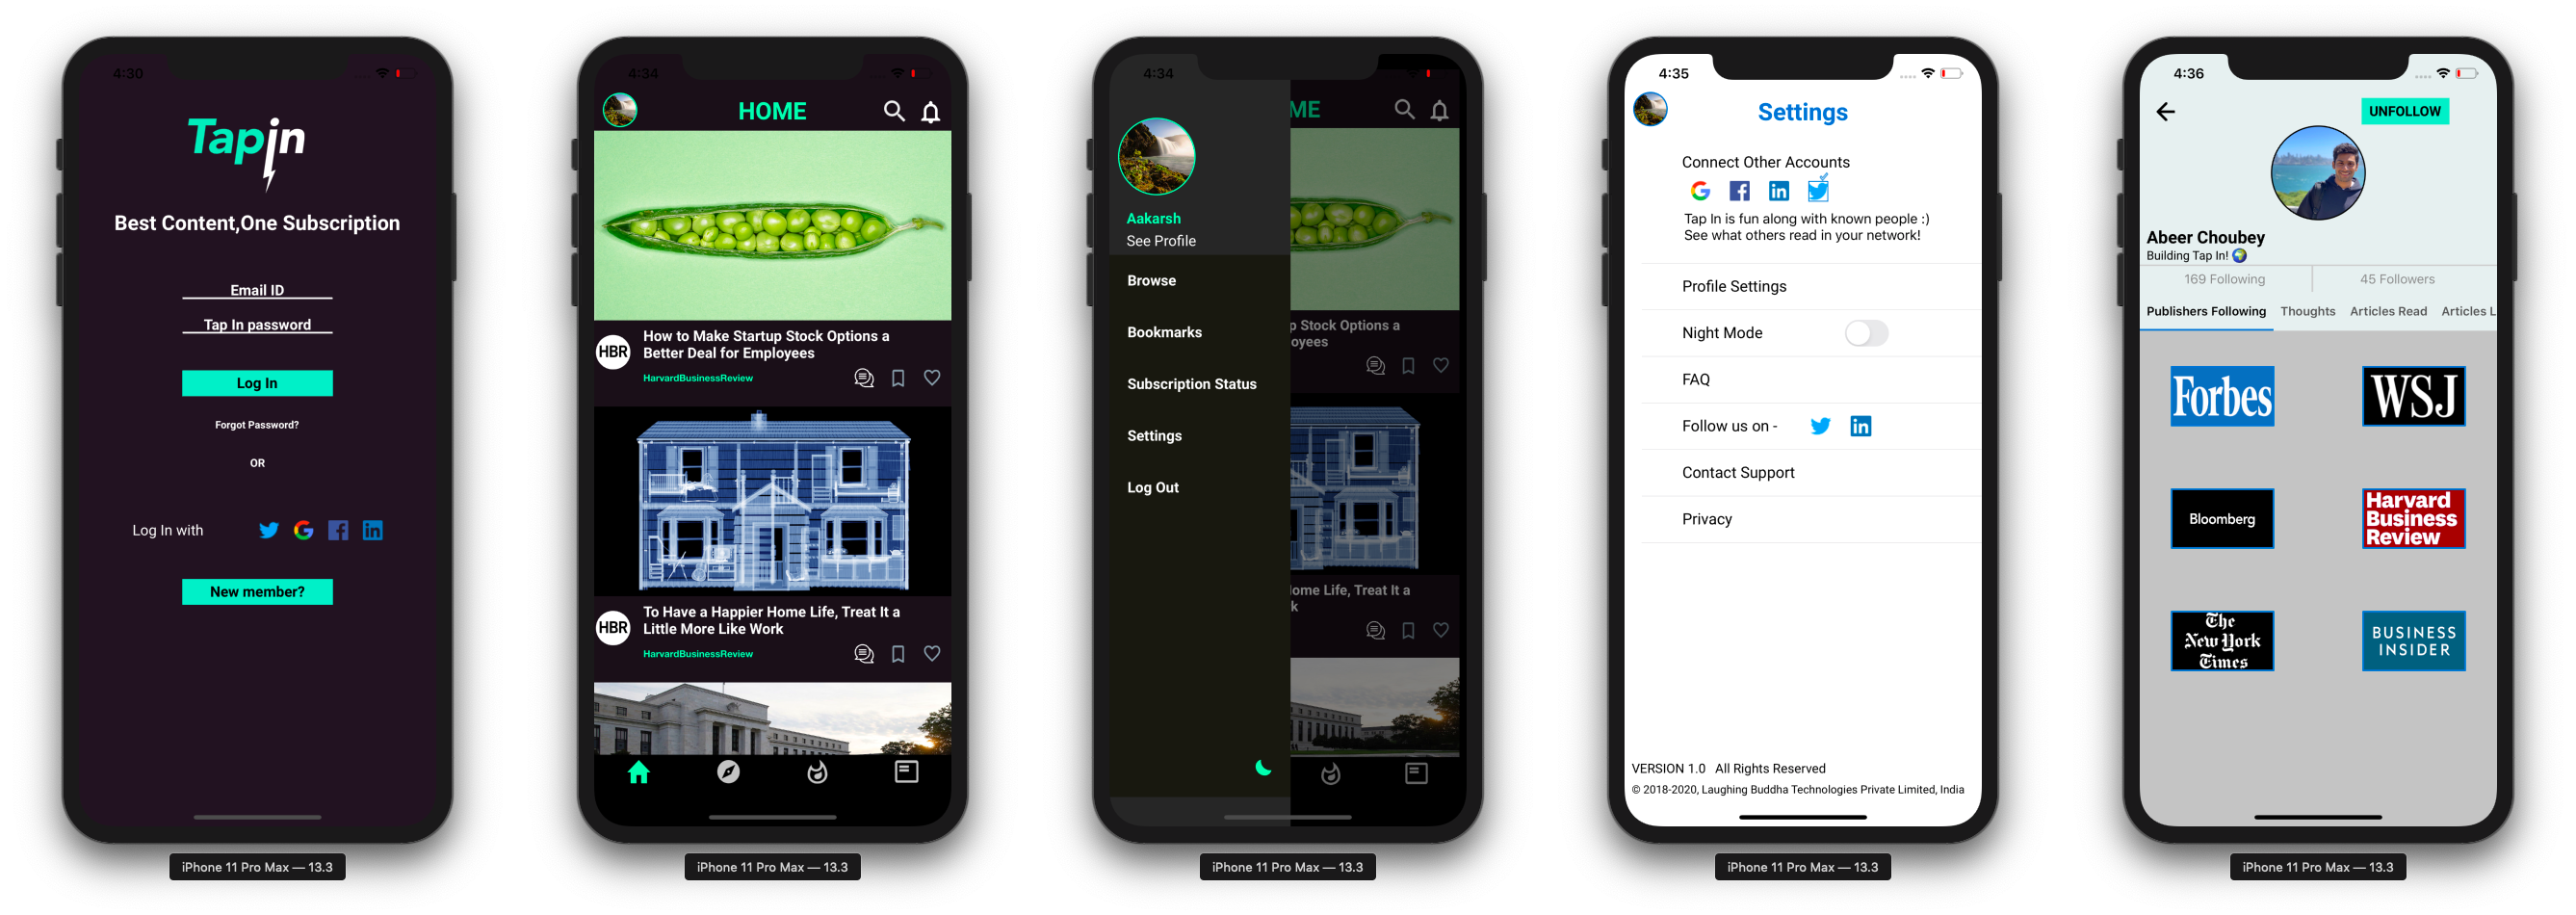 4:30
Tapin
Best Content,One Subscription
Email ID
Tap In password
Log In
Forgot Password?
OR
Log In with
in
New member?
iPhone 11 Pro Max — 13.3
4:34
HOME
HBR
How to Make Startup Stock Options a
Better Deal for Employees
HarvardBusinessReview
HBR
To Have a Happier Home Life, Treat It a
Little More Like Work
HarvardBusinessReview
iPhone 11 Pro Max — 13.3
4:34
ME
Aakarsh
See Profile
Browse
Bookmarks
Subscription Status
Settings
Log Out
p Stock Options a
oyees
ome Life, Treat It a
k
iPhone 11 Pro Max — 13.3
4:35
Settings
Connect Other Accounts
in
Tap In is fun along with known people :)
See what others read in your network!
Profile Settings
Night Mode
FAQ
Follow us on -
in
Contact Support
Privacy
VERSION 1.0 All Rights Reserved
© 2018-2020, Laughing Buddha Technologies Private Limited, India
iPhone 11 Pro Max — 13.3
4:36
UNFOLLOW
Abeer Choubey
Building Tap In! 🌍
169 Following 45 Followers
Publishers Following Thoughts Articles Read Articles L
Forbes
WSJ
Bloomberg
Harvard
Business
Review
The
New York
Times
BUSINESS
INSIDER
iPhone 11 Pro Max — 13.3